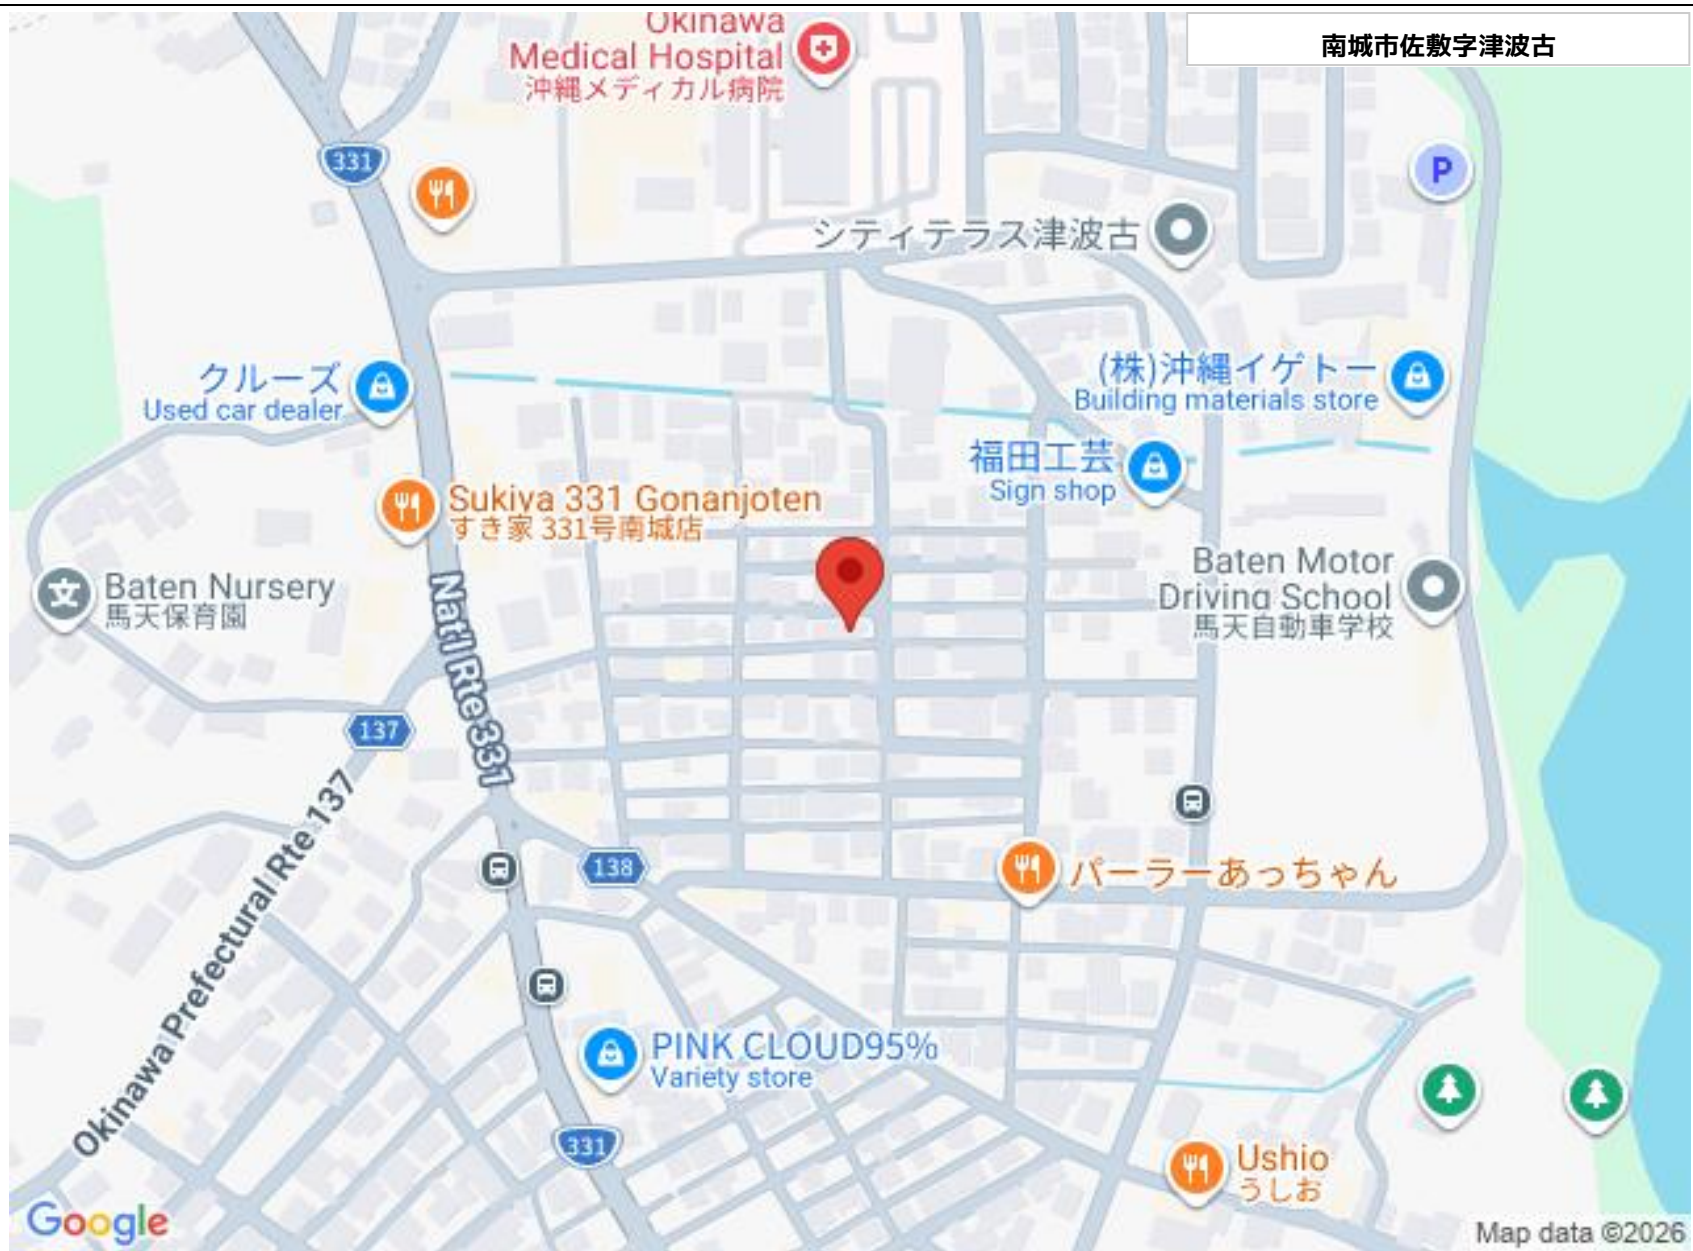 南城市佐敷字津波古
Okinawa
Medical Hospital
沖縄メディカル病院
331
P
シティテラス津波古
クルーズ
Used car dealer
(株)沖縄イゲトー
Building materials store
福田工芸
Sign shop
Sukiya 331 Gonanjoten
すき家 331号南城店
Baten Nursery
馬天保育園
文
Baten Motor
Driving School
馬天自動車学校
Nat'l Rte 331
137
Okinawa Prefectural Rte 137
138
パーラーあっちゃん
PINK CLOUD95%
Variety store
331
Ushio
うしお
Google
Map data ©2026